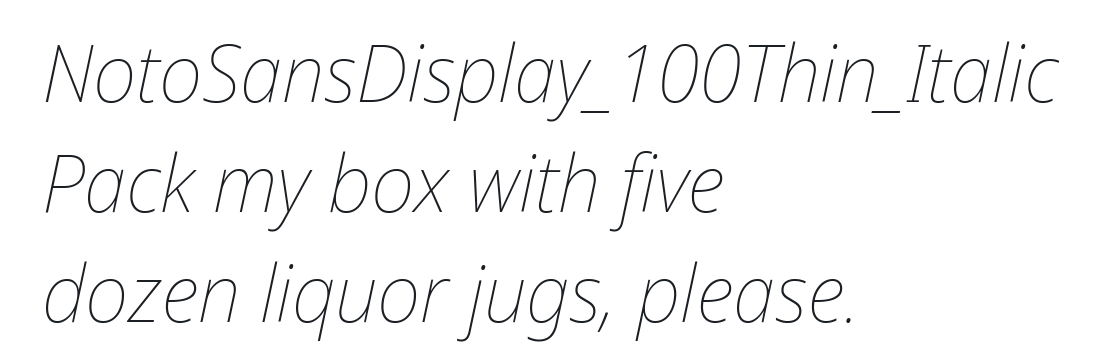 NotoSansDisplay_100Thin_Italic
Pack my box with five
dozen liquor jugs, please.